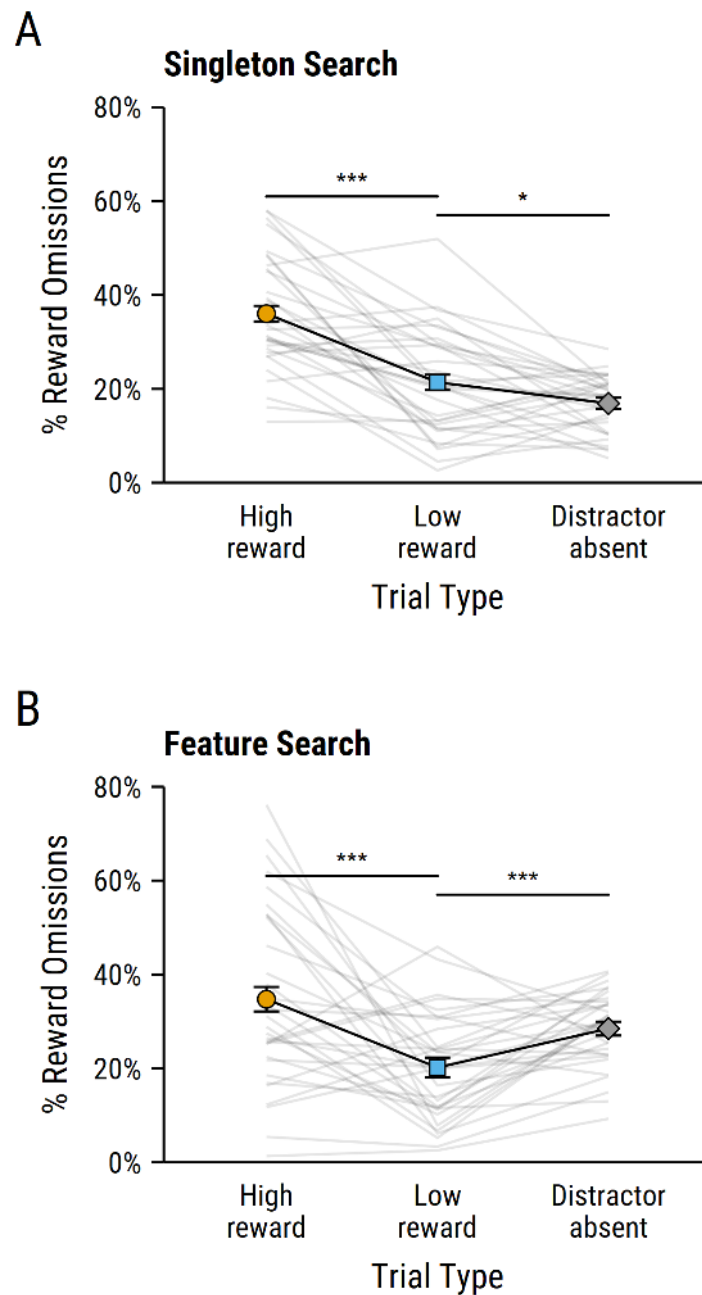 A
Singleton Search
80%
60%
40%
20%
0%
% Reward Omissions
***
*
High
reward
Low
reward
Distractor
absent
Trial Type
B
Feature Search
80%
60%
40%
20%
0%
% Reward Omissions
***
***
High
reward
Low
reward
Distractor
absent
Trial Type